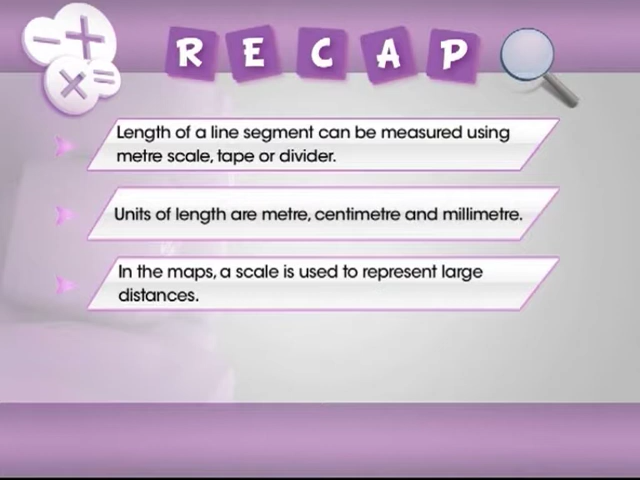 RECAP
Length of a line segment can be measured using
metre scale, tape or divider.
Units of length are metre, centimetre and millimetre.
In the maps, a scale is used to represent large
distances.